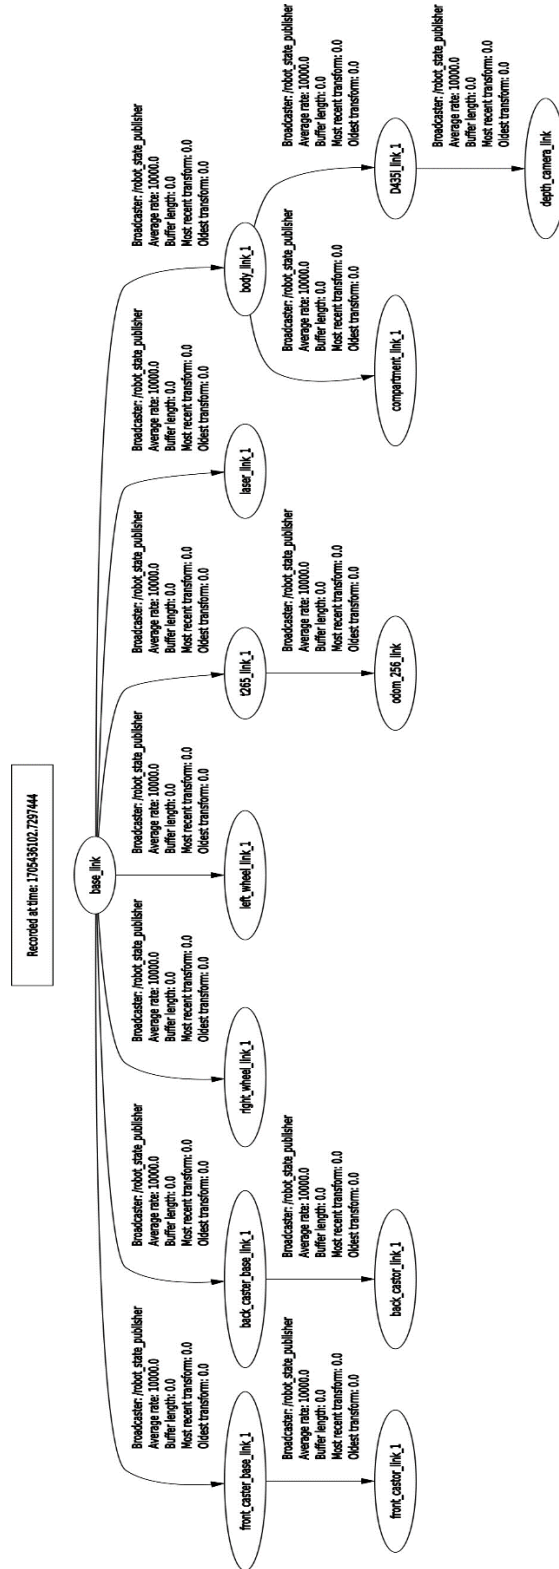 Recorded at time: 1705436102.7297444
base_link
Broadcaster: /robot_state_publisher
Average rate: 10000.0
Buffer length: 0.0
Most recent transform: 0.0
Oldest transform: 0.0
Broadcaster: /robot_state_publisher
Average rate: 10000.0
Buffer length: 0.0
Most recent transform: 0.0
Oldest transform: 0.0
Broadcaster: /robot_state_publisher
Average rate: 10000.0
Buffer length: 0.0
Most recent transform: 0.0
Oldest transform: 0.0
Broadcaster: /robot_state_publisher
Average rate: 10000.0
Buffer length: 0.0
Most recent transform: 0.0
Oldest transform: 0.0
Broadcaster: /robot_state_publisher
Average rate: 10000.0
Buffer length: 0.0
Most recent transform: 0.0
Oldest transform: 0.0
Broadcaster: /robot_state_publisher
Average rate: 10000.0
Buffer length: 0.0
Most recent transform: 0.0
Oldest transform: 0.0
Broadcaster: /robot_state_publisher
Average rate: 10000.0
Buffer length: 0.0
Most recent transform: 0.0
Oldest transform: 0.0
front_caster_base_link_1
back_caster_base_link_1
right_wheel_link_1
left_wheel_link_1
t265_link_1
laser_link_1
body_link_1
Broadcaster: /robot_state_publisher
Average rate: 10000.0
Buffer length: 0.0
Most recent transform: 0.0
Oldest transform: 0.0
Broadcaster: /robot_state_publisher
Average rate: 10000.0
Buffer length: 0.0
Most recent transform: 0.0
Oldest transform: 0.0
Broadcaster: /robot_state_publisher
Average rate: 10000.0
Buffer length: 0.0
Most recent transform: 0.0
Oldest transform: 0.0
Broadcaster: /robot_state_publisher
Average rate: 10000.0
Buffer length: 0.0
Most recent transform: 0.0
Oldest transform: 0.0
Broadcaster: /robot_state_publisher
Average rate: 10000.0
Buffer length: 0.0
Most recent transform: 0.0
Oldest transform: 0.0
front_castor_link_1
back_castor_link_1
odom_256_link
compartment_link_1
D435i_link_1
Broadcaster: /robot_state_publisher
Average rate: 10000.0
Buffer length: 0.0
Most recent transform: 0.0
Oldest transform: 0.0
depth_camera_link